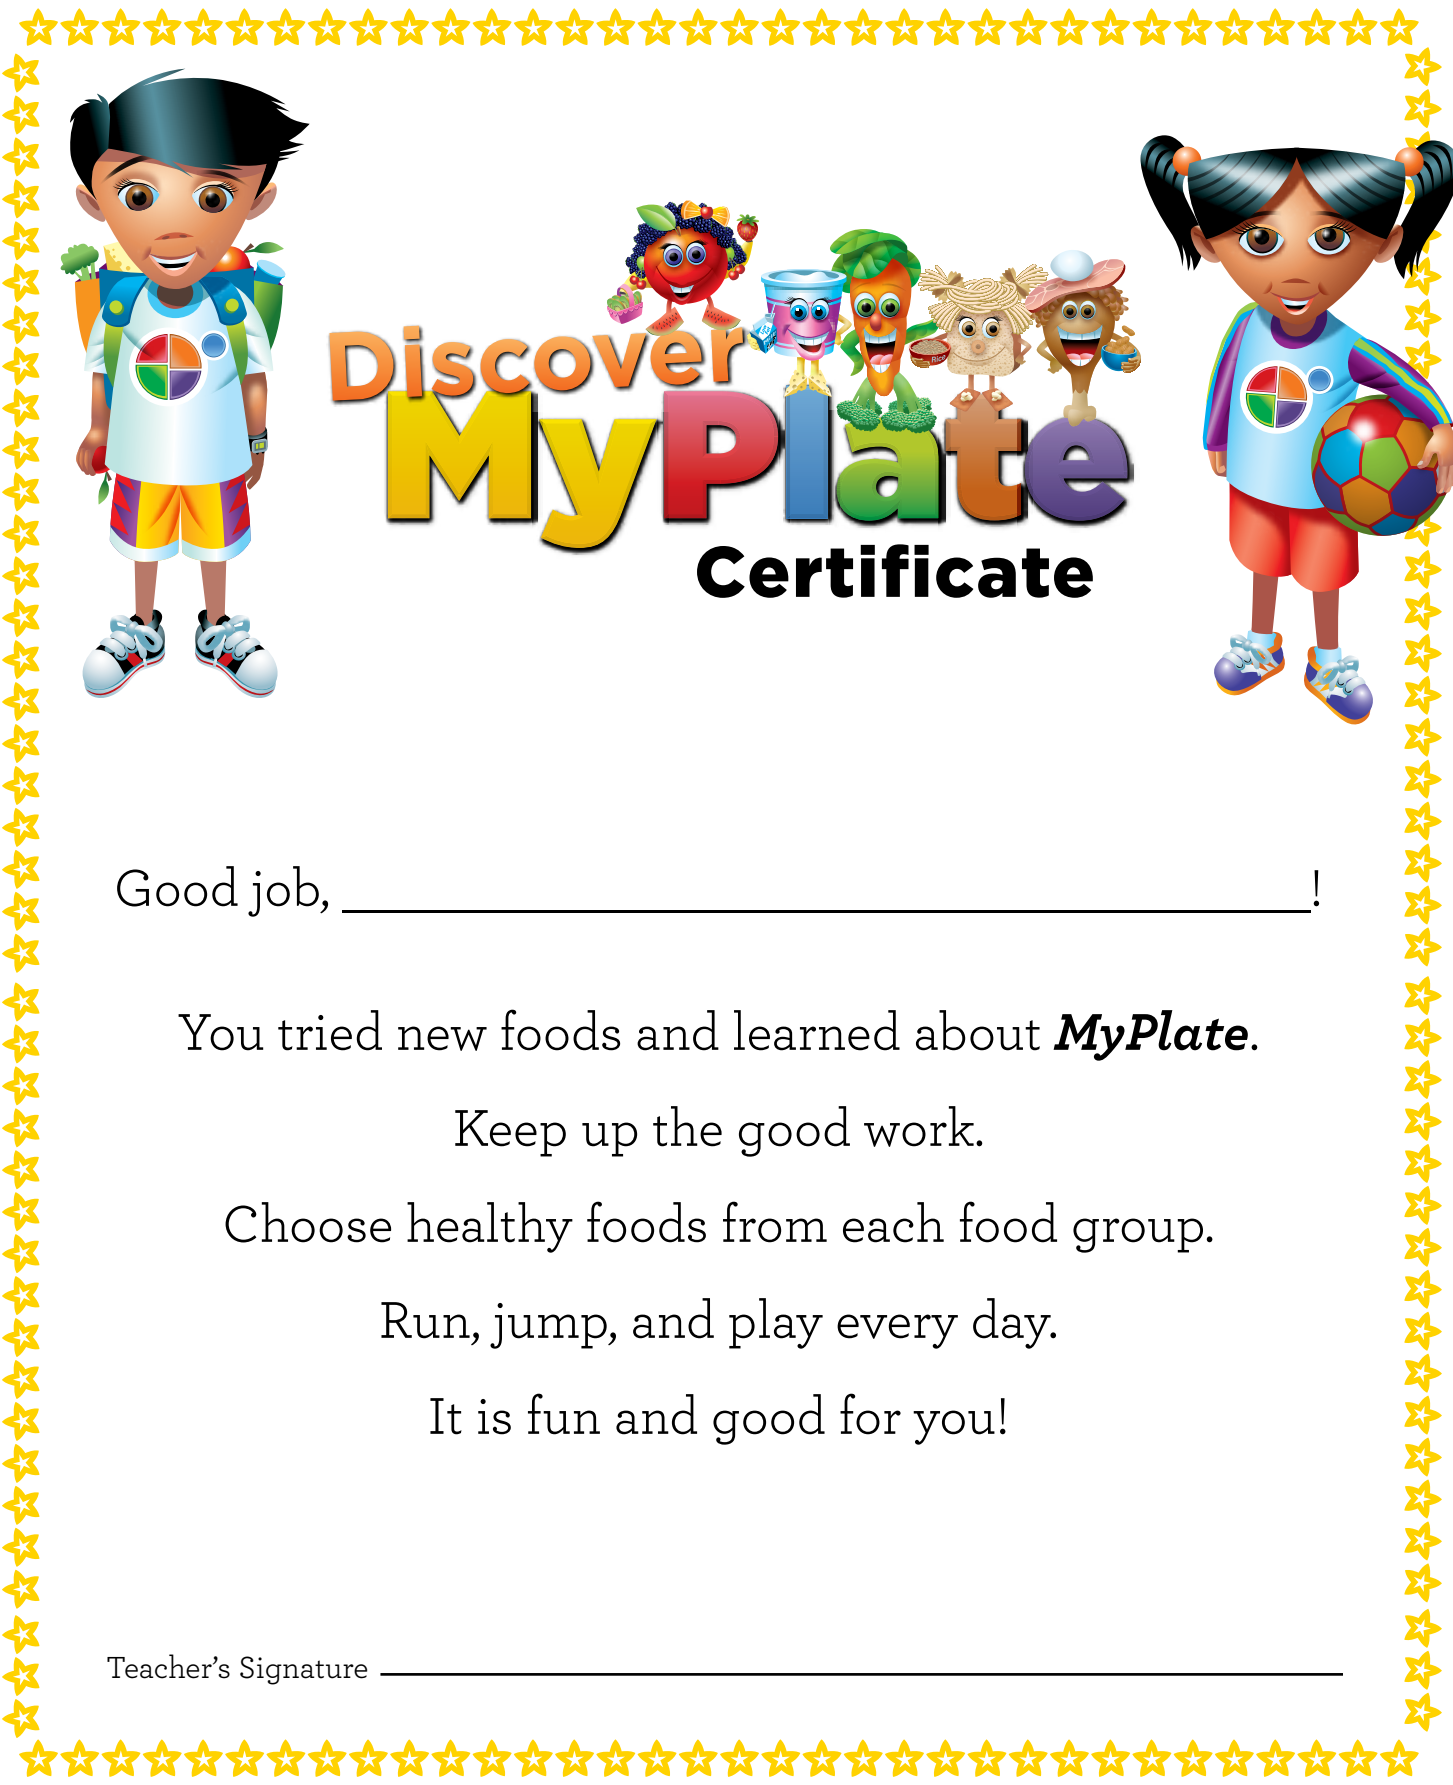 Discover
MyPlate
Certificate
Rice
Good job, !
You tried new foods and learned about MyPlate.
Keep up the good work.
Choose healthy foods from each food group.
Run, jump, and play every day.
It is fun and good for you!
Teacher’s Signature